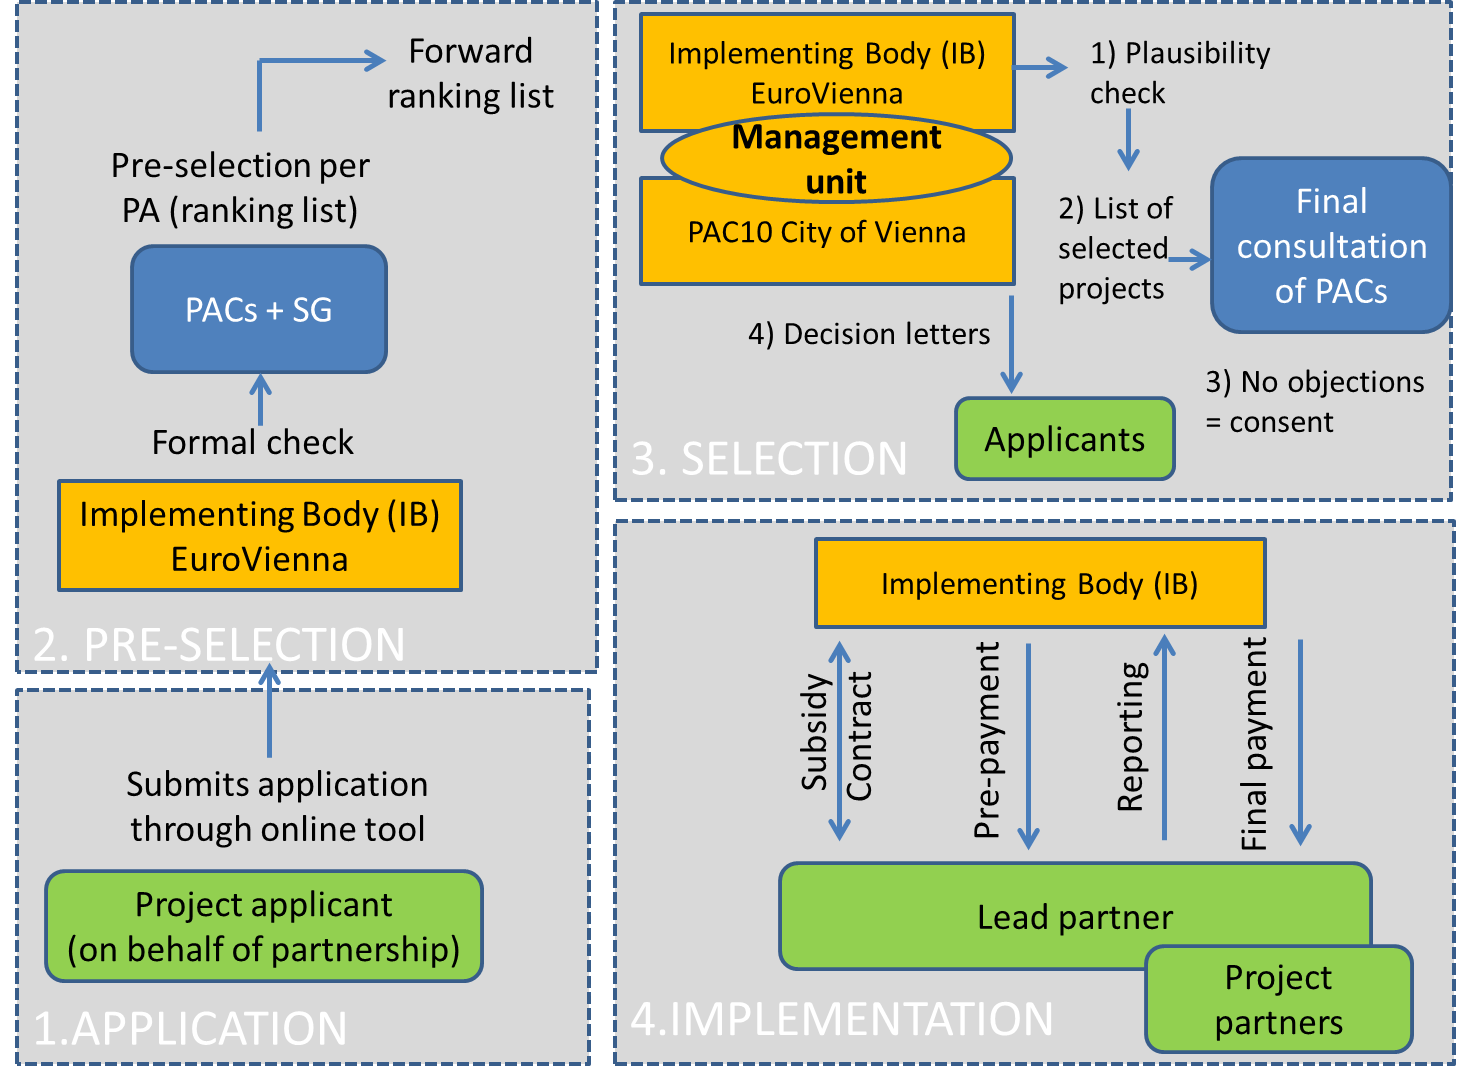 Forward
ranking list
Pre-selection per
PA (ranking list)
PACs + SG
Formal check
Implementing Body (IB)
EuroVienna
2. PRE-SELECTION
Submits application
through online tool
Project applicant
(on behalf of partnership)
1.APPLICATION
Implementing Body (IB)
EuroVienna
Management
unit
PAC10 City of Vienna
1) Plausibility
check
2) List of
selected
projects
Final
consultation
of PACs
3) No objections
= consent
4) Decision letters
Applicants
3. SELECTION
Implementing Body (IB)
Subsidy
Contract
Pre-payment
Reporting
Final payment
Lead partner
Project
partners
4.IMPLEMENTATION